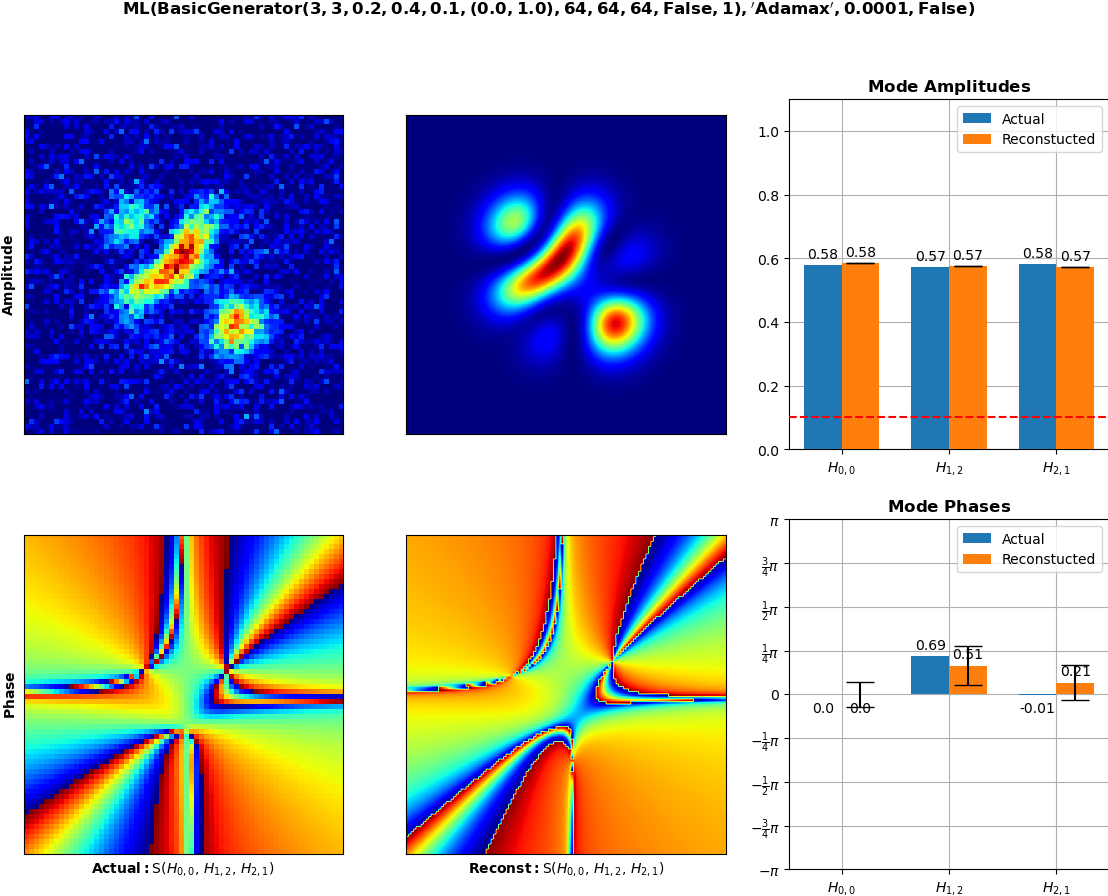 ML(BasicGenerator(3, 3, 0.2, 0.4, 0.1, (0.0, 1.0), 64, 64, 64, False, 1), ′Adamax′, 0.0001, False)
Amplitude
Mode Amplitudes
Actual
Reconstucted
1.0
0.8
0.6
0.4
0.2
0.0
0.58
0.58
0.57
0.57
0.58
0.57
H0,0
H1,2
H2,1
Phase
Actual: S(H0,0, H1,2, H2,1)
Reconst: S(H0,0, H1,2, H2,1)
Mode Phases
Actual
Reconstucted
π
3/4π
1/2π
1/4π
0
−1/4π
−1/2π
−3/4π
−π
0.0
0.0
0.69
0.51
-0.01
0.21
H0,0
H1,2
H2,1